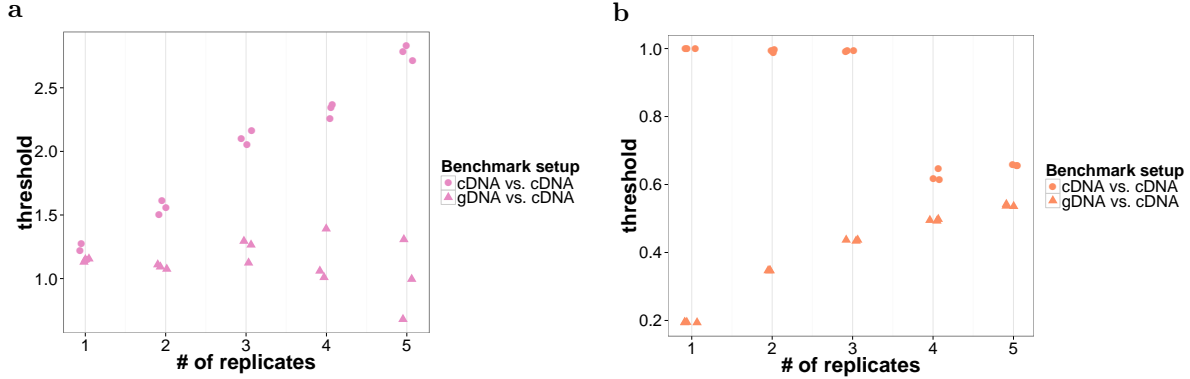 a
threshold
2.5
2.0
1.5
1.0
1 2 3 4 5
# of replicates
Benchmark setup
cDNA vs. cDNA
gDNA vs. cDNA
b
threshold
1.0
0.8
0.6
0.4
0.2
1 2 3 4 5
# of replicates
Benchmark setup
cDNA vs. cDNA
gDNA vs. cDNA